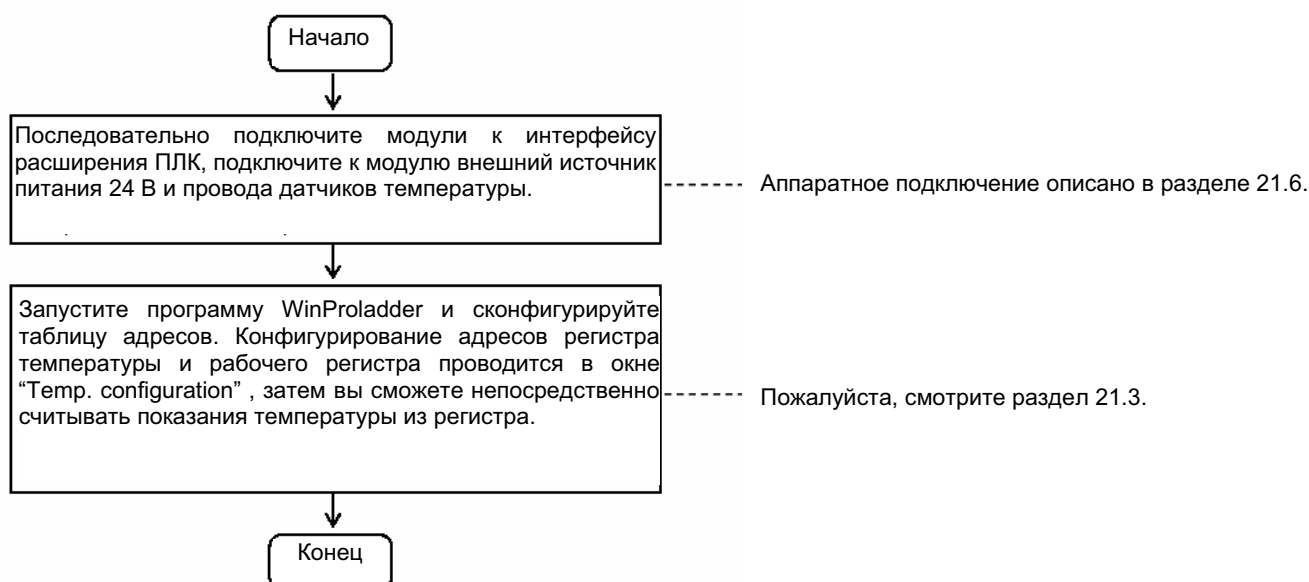 Начало
Последовательно подключите модули к интерфейсу
расширения ПЛК, подключите к модулю внешний источник
питания 24 В и провода датчиков температуры.
Аппаратное подключение описано в разделе 21.6.
Запустите программу WinProladder и сконфигурируйте
таблицу адресов. Конфигурирование адресов регистра
температуры и рабочего регистра проводится в окне
“Temp. configuration” , затем вы сможете непосредственно
считывать показания температуры из регистра.
Пожалуйста, смотрите раздел 21.3.
Конец